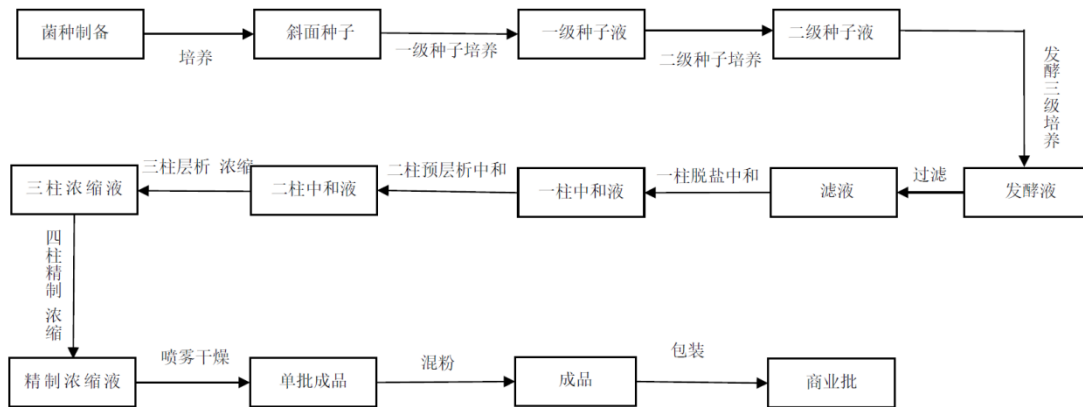 菌种制备
培养
斜面种子
一级种子培养
一级种子液
二级种子培养
二级种子液
发酵三级培养
发酵液
过滤
滤液
一柱脱盐中和
一柱中和液
二柱预层析中和
二柱中和液
三柱层析 浓缩
三柱浓缩液
四柱精制 浓缩
精制浓缩液
喷雾干燥
单批成品
混粉
成品
包装
商业批